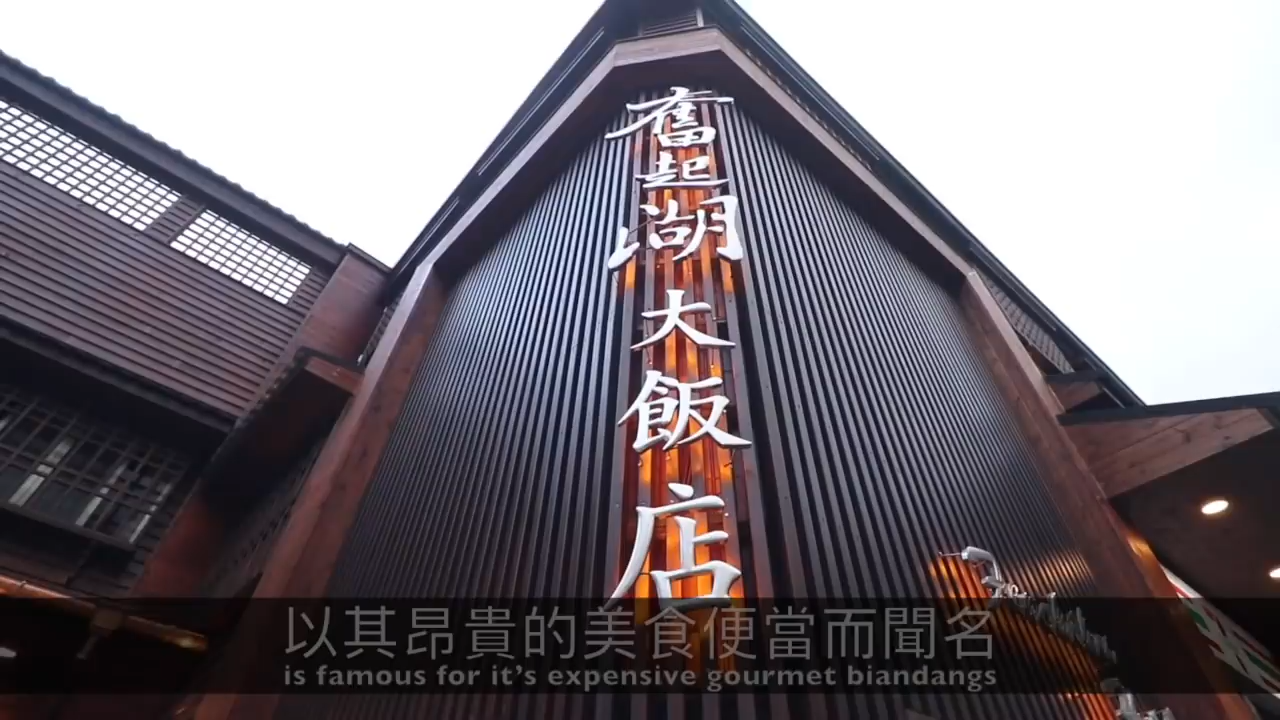 奮起湖大飯店
以其昂貴的美食便當而聞名
is famous for it's expensive gourmet biandangs